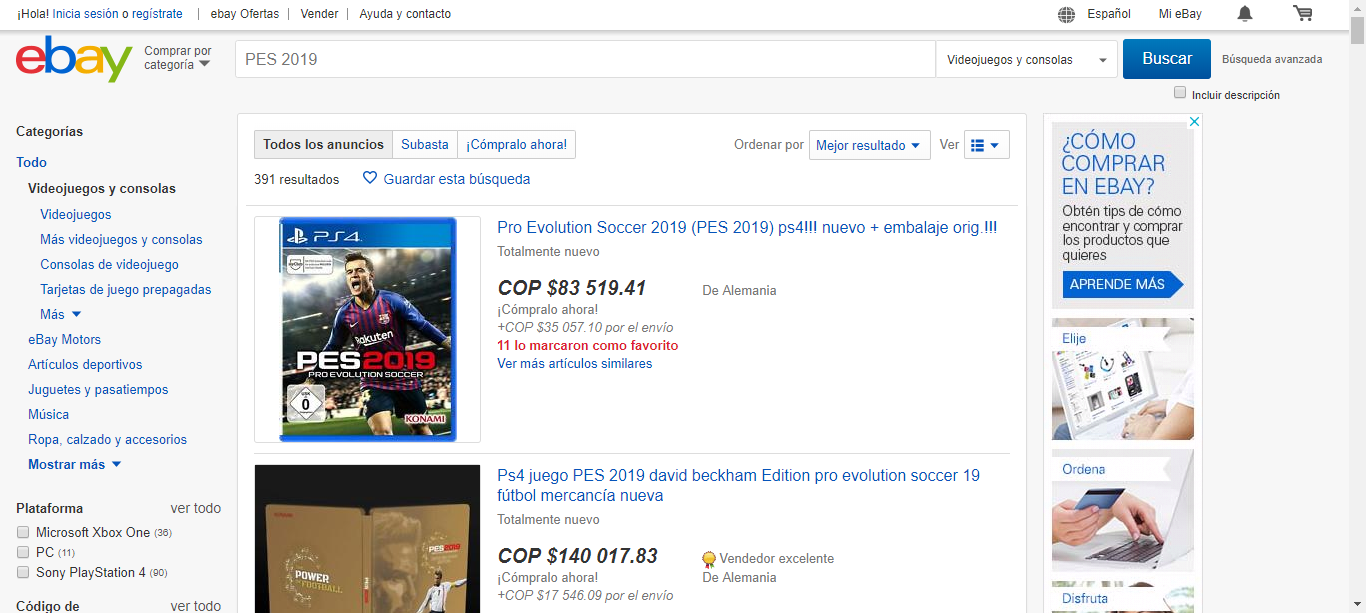 ¡Hola! Inicia sesión o regístrate | ebay Ofertas | Vender | Ayuda y contacto
Español Mi eBay
ebay
Comprar por
categoría
PES 2019
Videojuegos y consolas
Buscar
Búsqueda avanzada
Incluir descripción
Categorías
Todo
Videojuegos y consolas
Videojuegos
Más videojuegos y consolas
Consolas de videojuego
Tarjetas de juego prepagadas
Más
eBay Motors
Artículos deportivos
Juguetes y pasatiempos
Música
Ropa, calzado y accesorios
Mostrar más
Plataforma ver todo
Microsoft Xbox One (36)
PC (11)
Sony PlayStation 4 (90)
Código de ver todo
Todos los anuncios Subasta ¡Cómpralo ahora!
Ordenar por Mejor resultado Ver
391 resultados Guardar esta búsqueda
PS4
Rakuten
PES2019
PRO EVOLUTION SOCCER
USK
0
KONAMI
Pro Evolution Soccer 2019 (PES 2019) ps4!!! nuevo + embalaje orig.!!!
Totalmente nuevo
COP $83 519.41
De Alemania
¡Cómpralo ahora!
+COP $35 057.10 por el envío
11 lo marcaron como favorito
Ver más artículos similares
PES2019
POWER
FOOTBALL
Ps4 juego PES 2019 david beckham Edition pro evolution soccer 19
fútbol mercancía nueva
Totalmente nuevo
COP $140 017.83
Vendedor excelente
¡Cómpralo ahora!
De Alemania
+COP $17 546.09 por el envío
¿CÓMO
COMPRAR
EN EBAY?
Obtén tips de cómo
encontrar y comprar
los productos que
quieres
APRENDE MÁS
Elije
Ordena
Disfruta